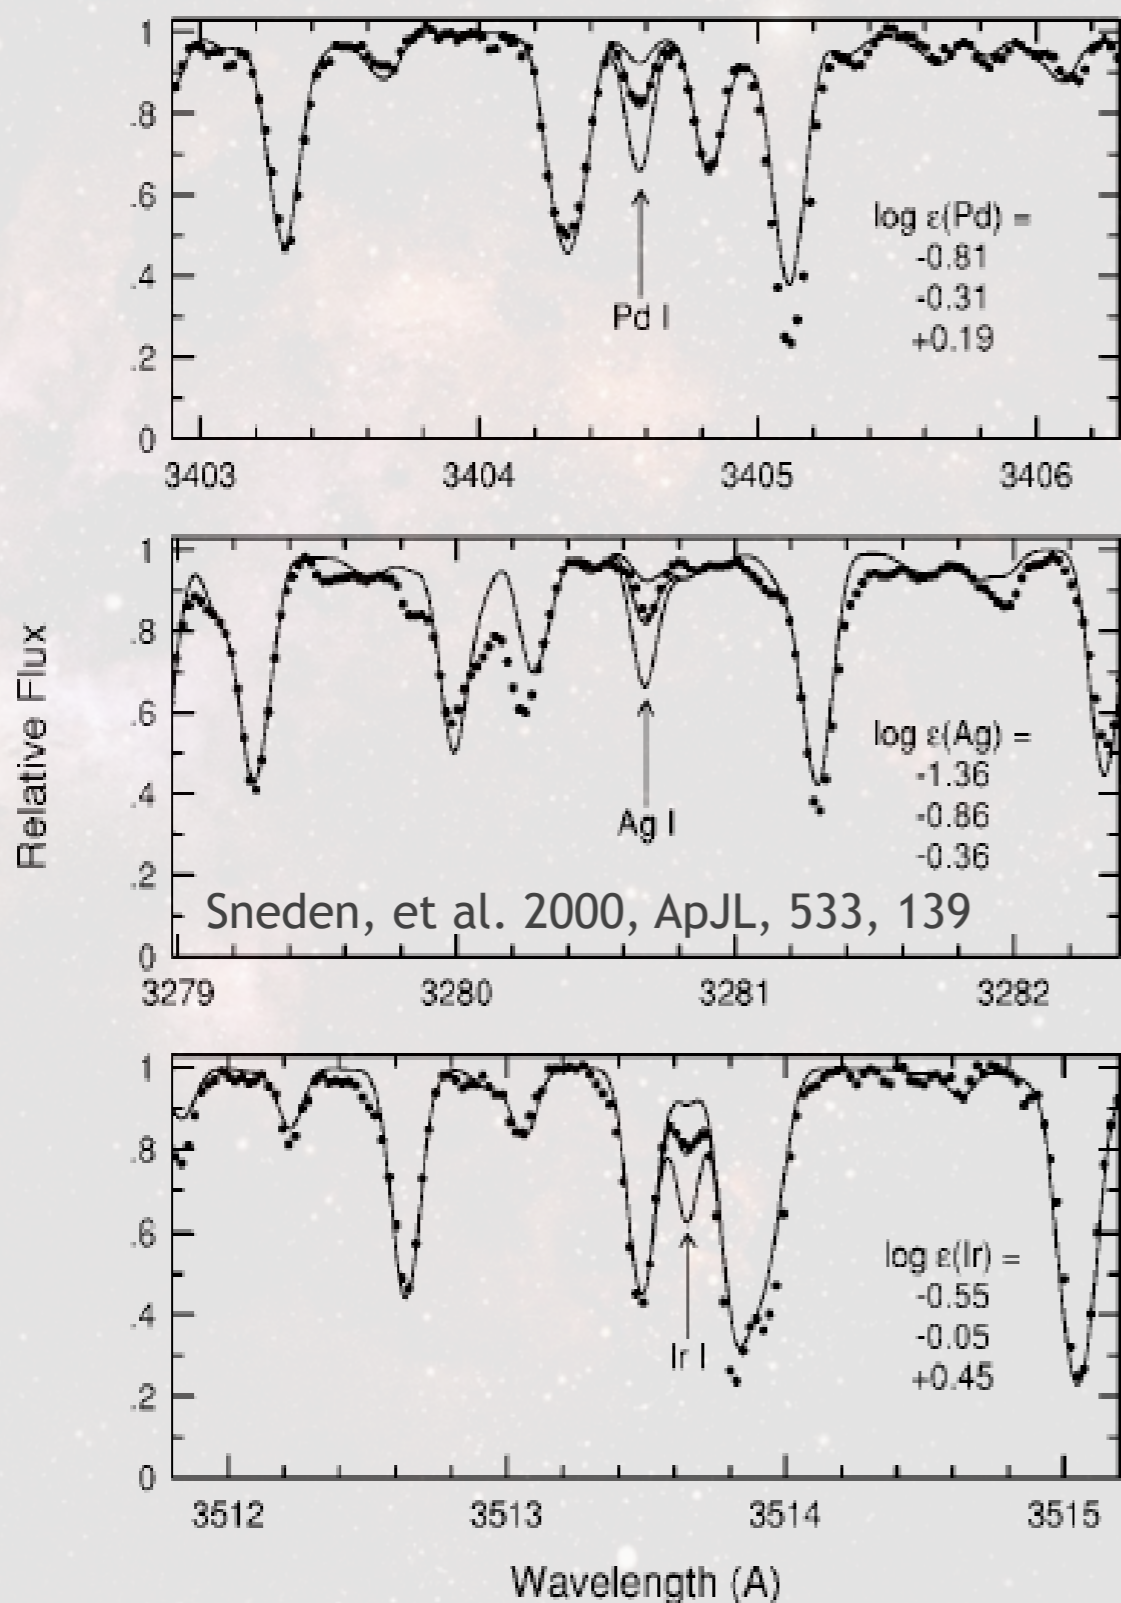 1
.8
.6
.4
.2
0
log ε(Pd) =
-0.81
-0.31
+0.19
Pd I
3403 3404 3405 3406
1
.8
.6
.4
.2
0
log ε(Ag) =
-1.36
-0.86
-0.36
Ag I
Sneden, et al. 2000, ApJL, 533, 139
3279 3280 3281 3282
Relative Flux
1
.8
.6
.4
.2
0
log ε(Ir) =
-0.55
-0.05
+0.45
Ir I
3512 3513 3514 3515
Wavelength (A)